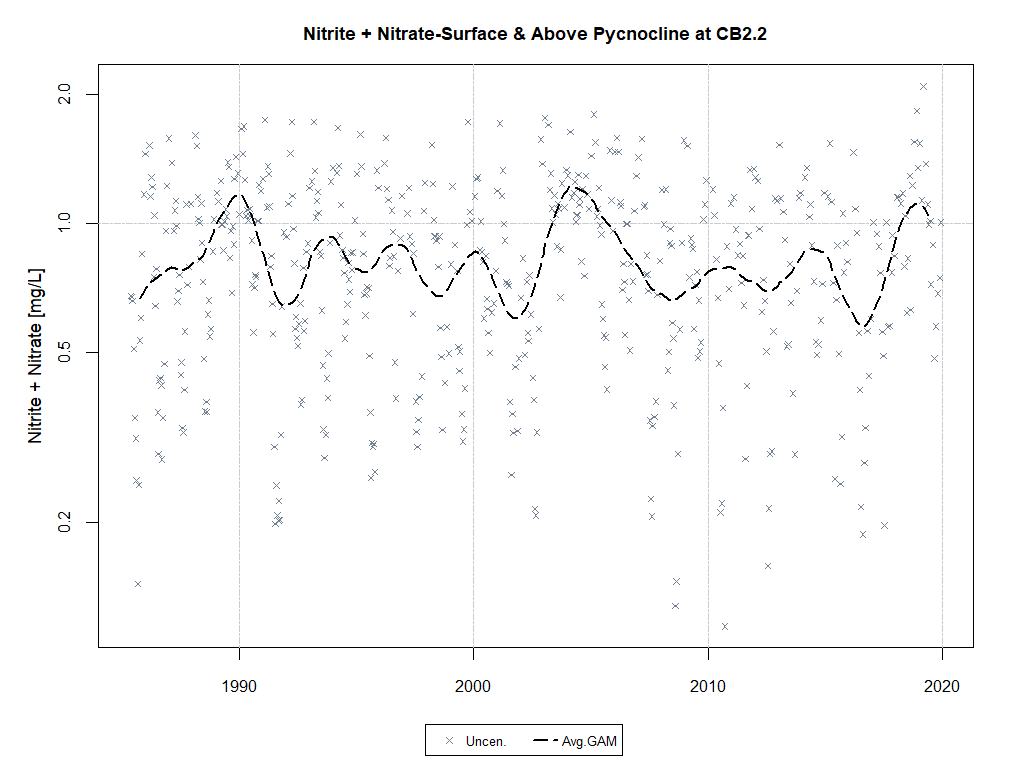 Nitrite + Nitrate-Surface & Above Pycnocline at CB2.2
Nitrite + Nitrate [mg/L]
2.0
1.0
0.5
0.2
1990
2000
2010
2020
Uncen.
Avg.GAM